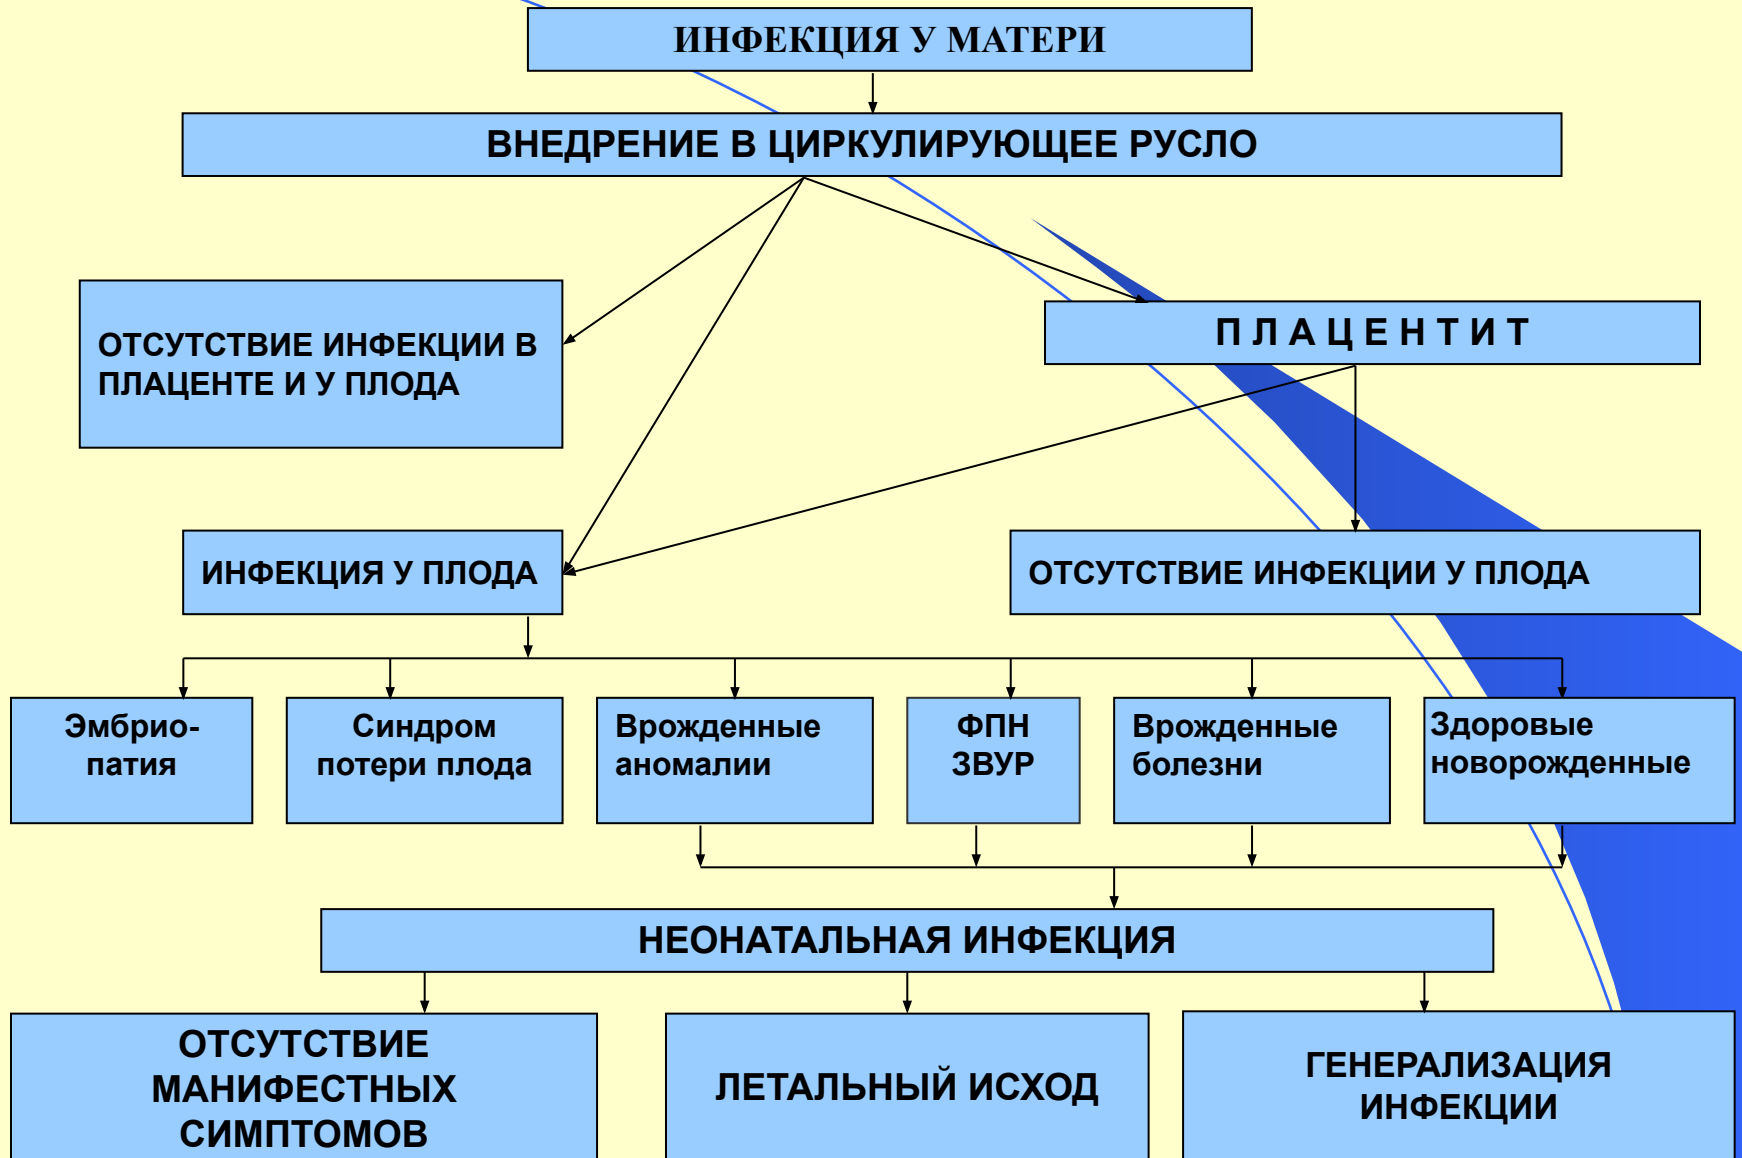 ИНФЕКЦИЯ У МАТЕРИ
ВНЕДРЕНИЕ В ЦИРКУЛИРУЮЩЕЕ РУСЛО
ОТСУТСТВИЕ ИНФЕКЦИИ В
ПЛАЦЕНТЕ И У ПЛОДА
П Л А Ц Е Н Т И Т
ИНФЕКЦИЯ У ПЛОДА
ОТСУТСТВИЕ ИНФЕКЦИИ У ПЛОДА
Эмбрио-
патия
Синдром
потери плода
Врожденные
аномалии
ФПН
ЗВУР
Врожденные
болезни
Здоровые
новорожденные
НЕОНАТАЛЬНАЯ ИНФЕКЦИЯ
ОТСУТСТВИЕ
МАНИФЕСТНЫХ
СИМПТОМОВ
ЛЕТАЛЬНЫЙ ИСХОД
ГЕНЕРАЛИЗАЦИЯ
ИНФЕКЦИИ